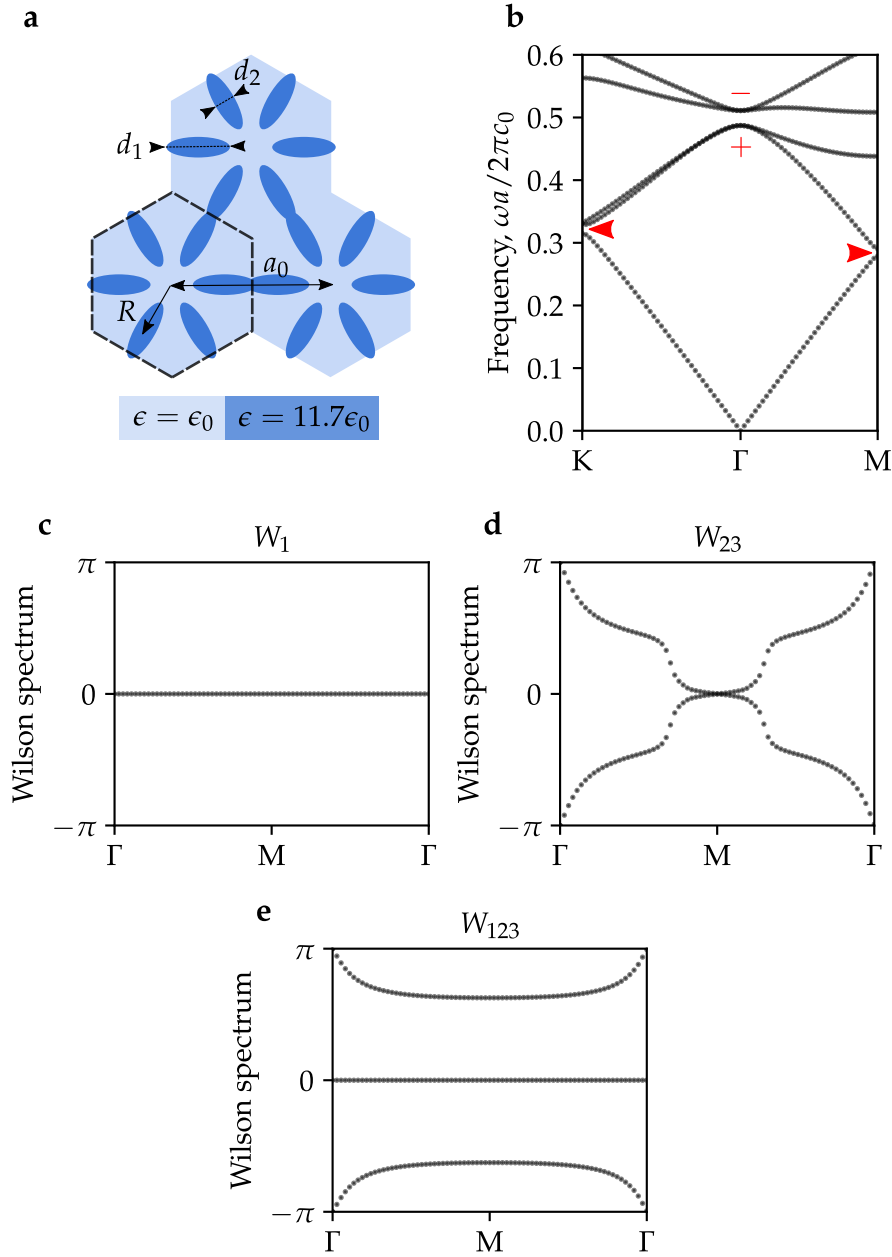 a
d₂
d₁
a₀
R
ϵ = ϵ₀
ϵ = 11.7ϵ₀
b
Frequency, ωa/2πc₀
0.6
0.5
0.4
0.3
0.2
0.1
0.0
−
+
K Γ M
c
W₁
Wilson spectrum
π
0
−π
Γ M Γ
d
W₂₃
Wilson spectrum
π
0
−π
Γ M Γ
e
W₁₂₃
Wilson spectrum
π
0
−π
Γ M Γ